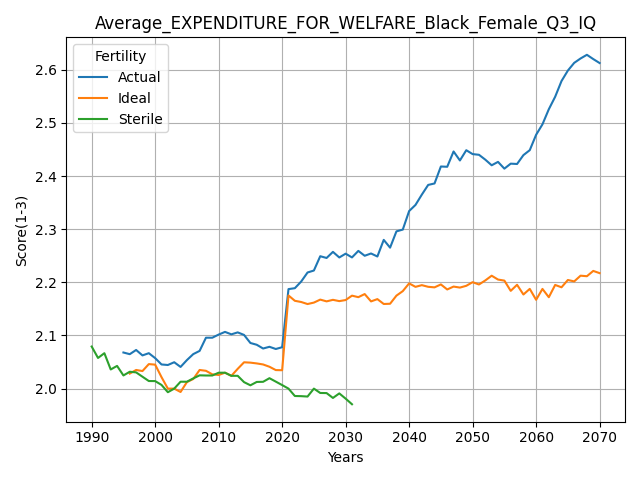 Average_EXPENDITURE_FOR_WELFARE_Black_Female_Q3_IQ
Fertility
Actual
Ideal
Sterile
Score(1-3)
2.6
2.5
2.4
2.3
2.2
2.1
2.0
1990 2000 2010 2020 2030 2040 2050 2060 2070
Years